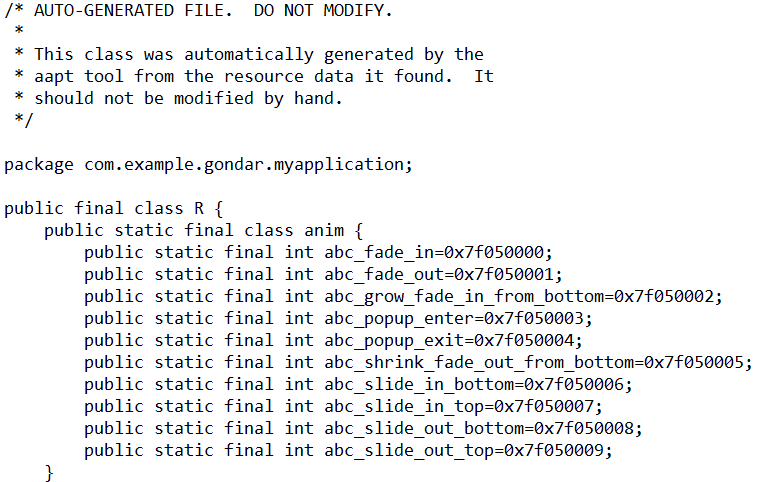 /* AUTO-GENERATED FILE.  DO NOT MODIFY.
 *
 * This class was automatically generated by the
 * aapt tool from the resource data it found.  It
 * should not be modified by hand.
 */

package com.example.gondar.myapplication;

public final class R {
    public static final class anim {
        public static final int abc_fade_in=0x7f050000;
        public static final int abc_fade_out=0x7f050001;
        public static final int abc_grow_fade_in_from_bottom=0x7f050002;
        public static final int abc_popup_enter=0x7f050003;
        public static final int abc_popup_exit=0x7f050004;
        public static final int abc_shrink_fade_out_from_bottom=0x7f050005;
        public static final int abc_slide_in_bottom=0x7f050006;
        public static final int abc_slide_in_top=0x7f050007;
        public static final int abc_slide_out_bottom=0x7f050008;
        public static final int abc_slide_out_top=0x7f050009;
    }